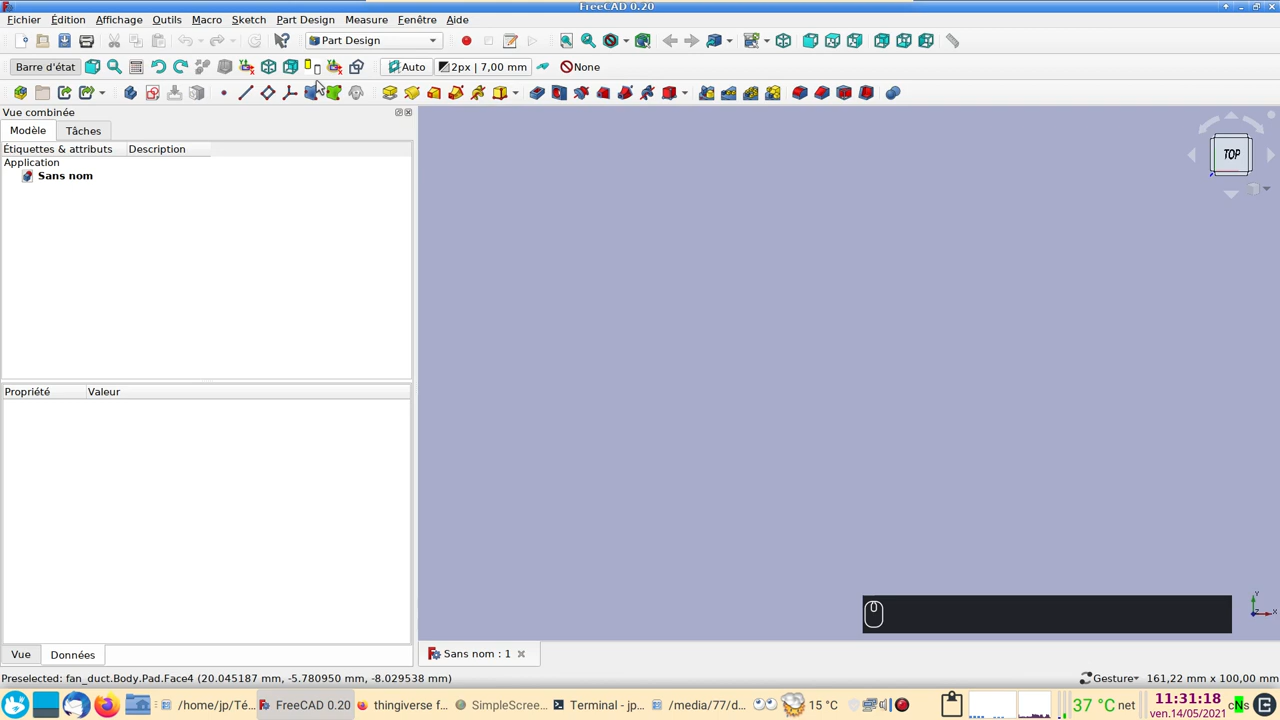 FreeCAD 0.20
Fichier Édition Affichage Outils Macro Sketch Part Design Measure Fenêtre Aide
Part Design
Barre d'état Auto 2px | 7,00 mm None
Vue combinée
Modèle Tâches
Étiquettes & attributs Description
Application
Sans nom
TOP
Propriété Valeur
Y
X
Vue Données
Sans nom : 1
Preselected: fan_duct.Body.Pad.Face4 (20.045187 mm, -5.780950 mm, -8.029538 mm) Gesture 161,22 mm x 100,00 mm
/home/jp/Té... FreeCAD 0.20 thingiverse f... SimpleScree... Terminal - jp... /media/77/d... 15 °C 37 °C net 11:31:18 cNs
ven.14/05/2021